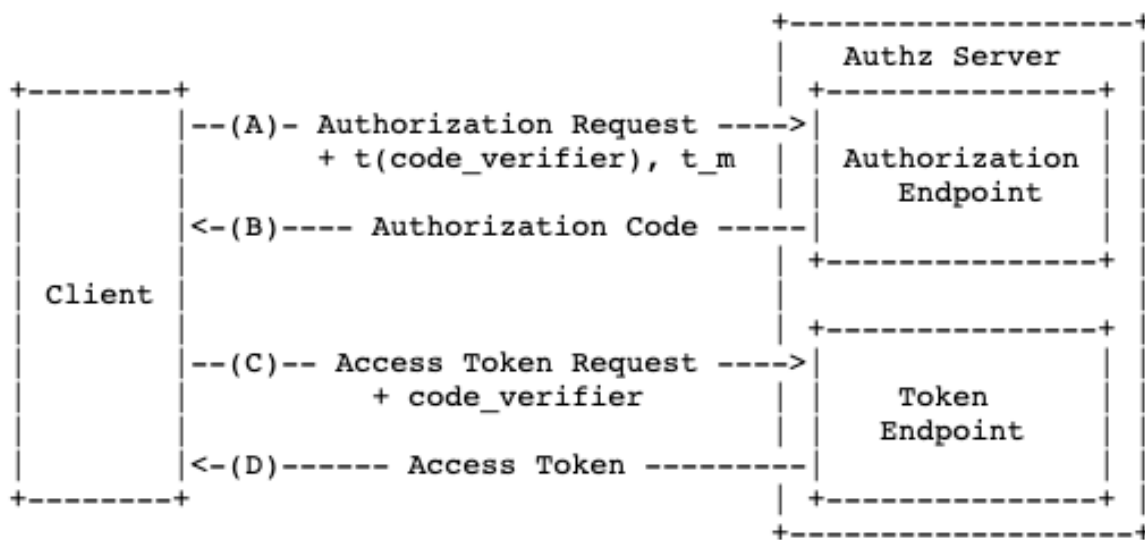 Authz Server
--(A)- Authorization Request ---->
+ t(code_verifier), t_m
Authorization
Endpoint
<-(B)---- Authorization Code -----
Client
--(C)-- Access Token Request ---->
+ code_verifier
Token
Endpoint
<-(D)------ Access Token ---------